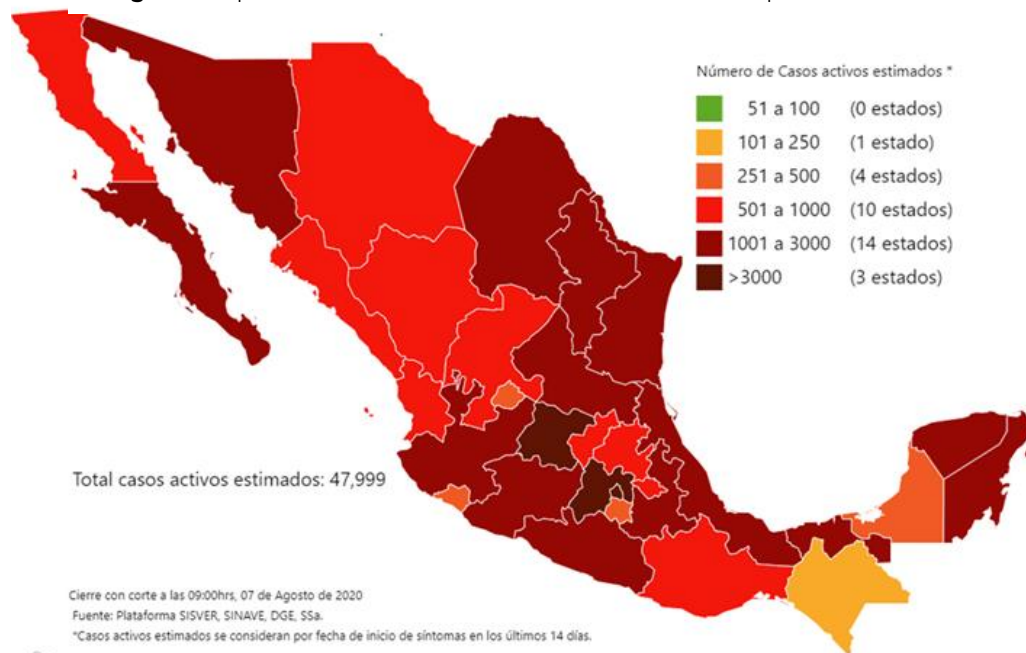 Número de Casos activos estimados *
51 a 100 (0 estados)
101 a 250 (1 estado)
251 a 500 (4 estados)
501 a 1000 (10 estados)
1001 a 3000 (14 estados)
>3000 (3 estados)
Total casos activos estimados: 47,999
Cierre con corte a las 09:00hrs, 07 de Agosto de 2020
Fuente: Plataforma SISVER, SINAVE, DGE, SSa.
*Casos activos estimados se consideran por fecha de inicio de síntomas en los últimos 14 días.